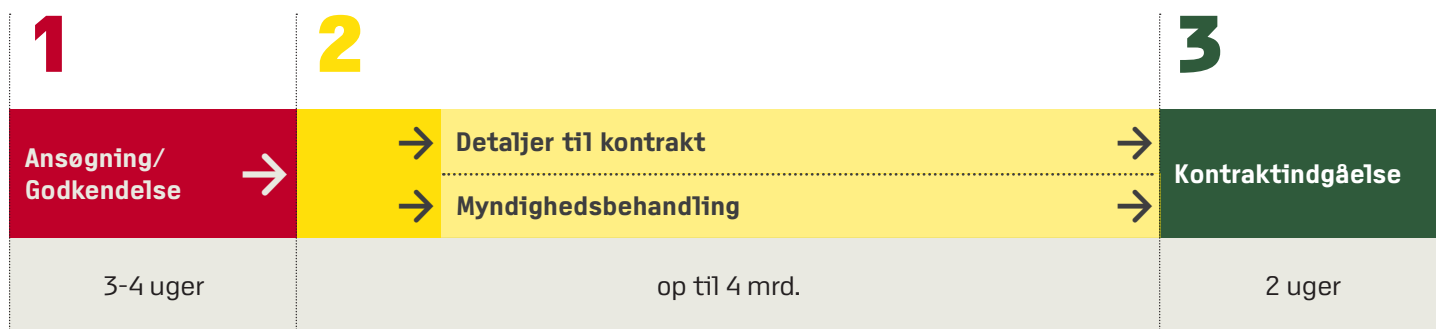 1
2
3
Ansøgning/
Godkendelse
Detaljer til kontrakt
Myndighedsbehandling
Kontraktindgåelse
3-4 uger
op til 4 mrd.
2 uger